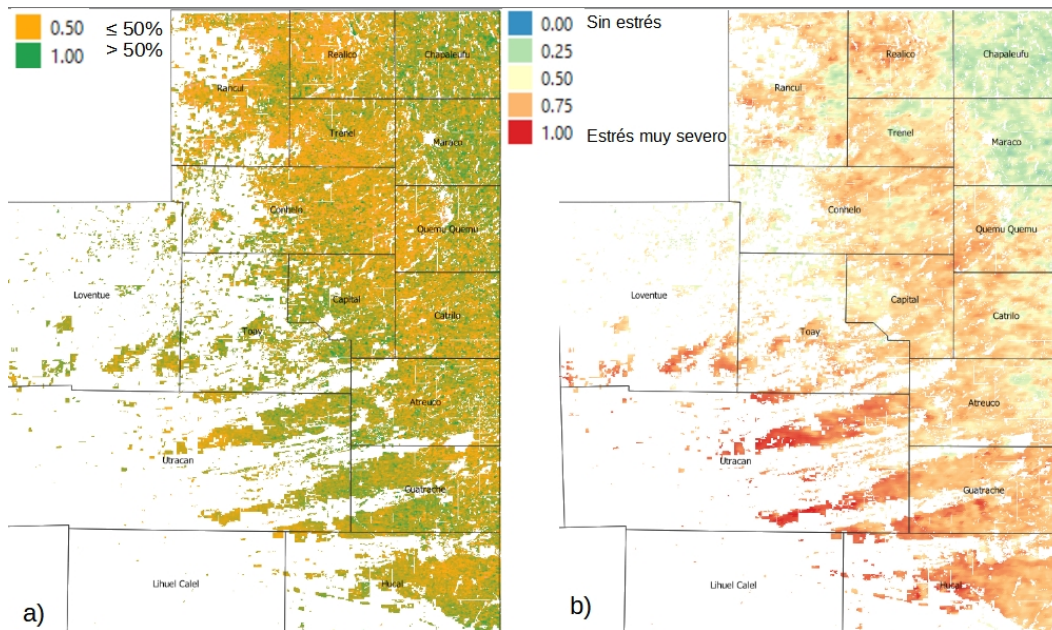 0.50 ≤ 50%
1.00 > 50%
Realico
Chapaleufu
Rancul
Trenel
Maraco
Conhelo
Quemu Quemu
Loventue
Capital
Toay
Catrilo
Atreuco
Utracan
Guatrache
Lihuel Calel
Hucal
a)
0.00 Sin estrés
0.25
0.50
0.75
1.00 Estrés muy severo
Realico
Chapaleufu
Rancul
Trenel
Maraco
Conhelo
Quemu Quemu
Loventue
Capital
Toay
Catrilo
Atreuco
Utracan
Guatrache
Lihuel Calel
Hucal
b)